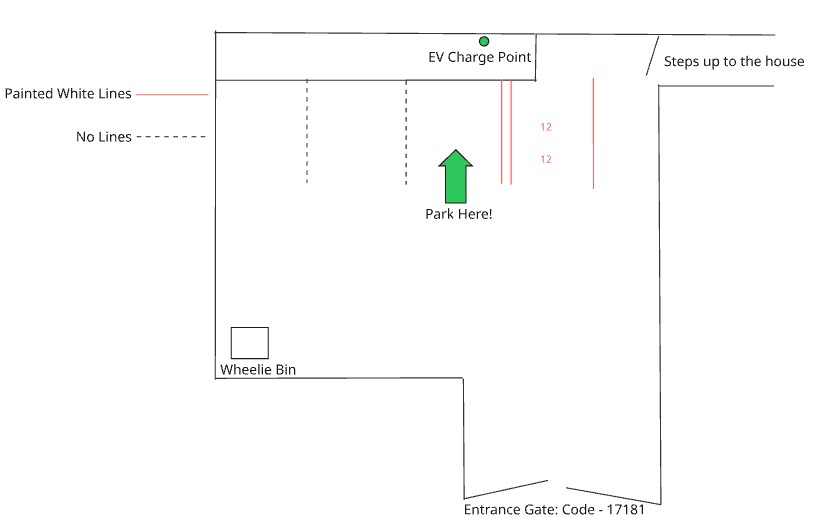 EV Charge Point
Steps up to the house
Painted White Lines
12
No Lines
12
Park Here!
Wheelie Bin
Entrance Gate: Code - 17181